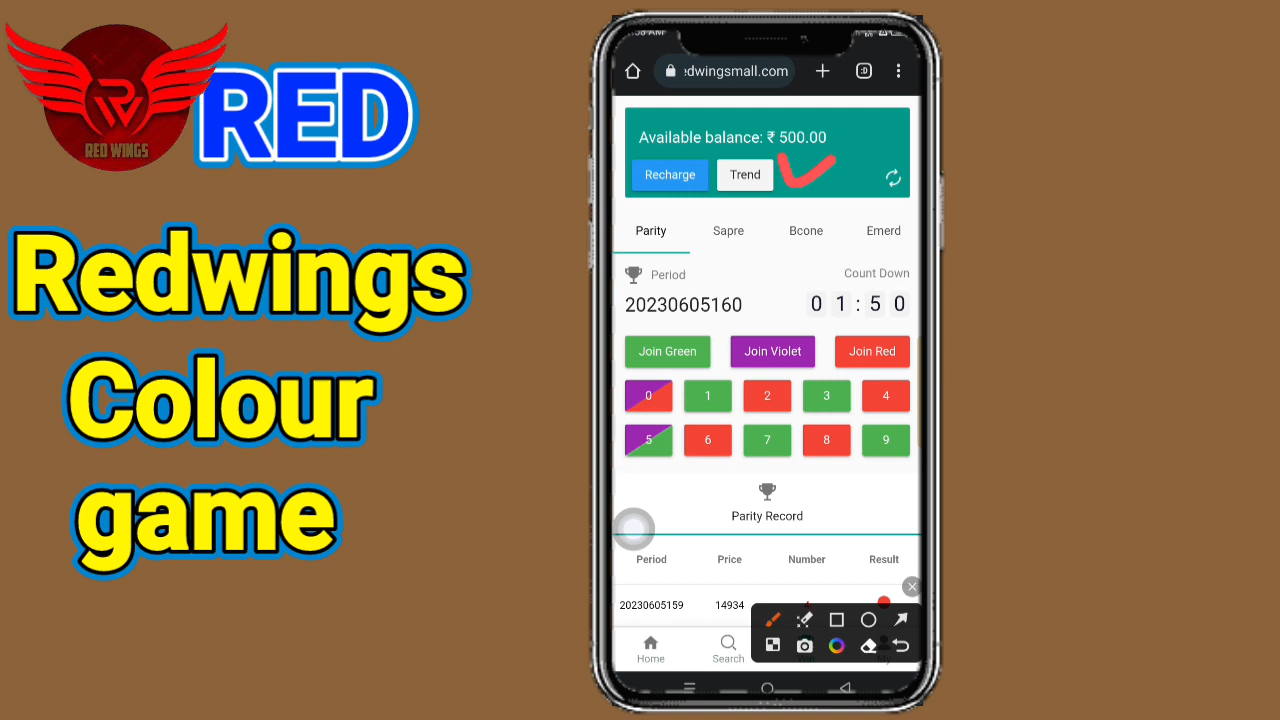 RED WINGS
RED
Redwings
Colour
game
edwingsmall.com
Available balance: ₹ 500.00
Recharge
Trend
Parity
Sapre
Bcone
Emerd
Period
Count Down
20230605160
0 1 : 5 0
Join Green
Join Violet
Join Red
0
1
2
3
4
5
6
7
8
9
Parity Record
Period
Price
Number
Result
20230605159
14934
Home
Search